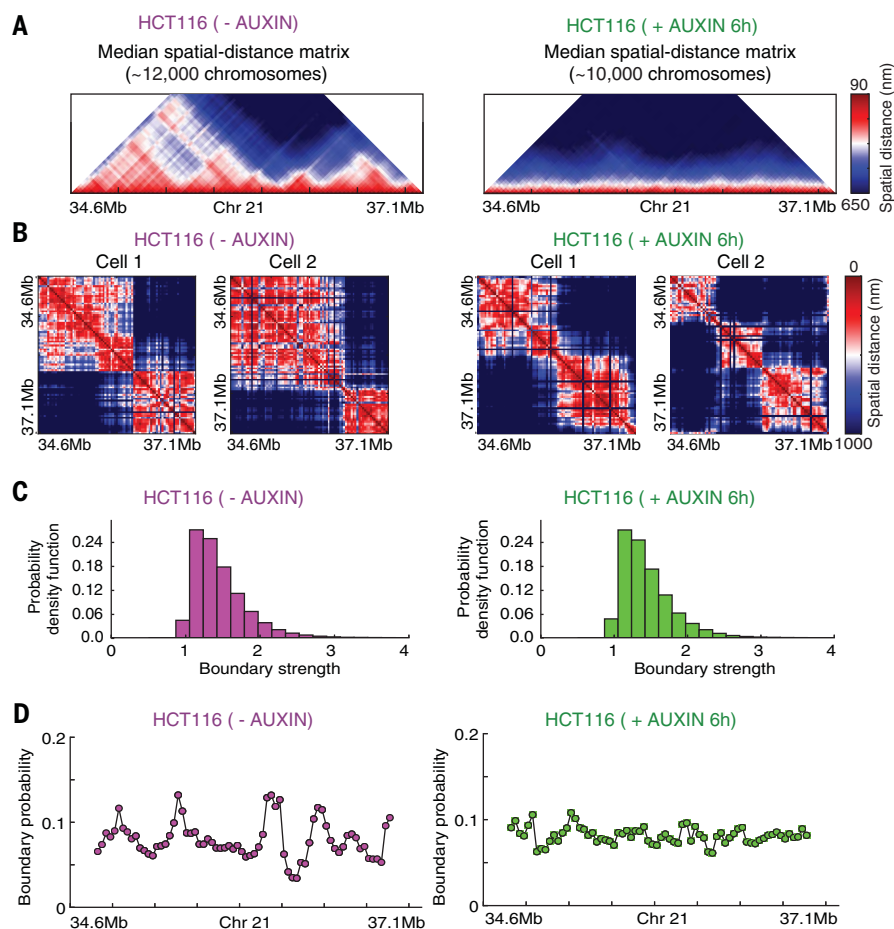 A
HCT116 ( - AUXIN)
Median spatial-distance matrix
(~12,000 chromosomes)
34.6Mb Chr 21 37.1Mb
HCT116 ( + AUXIN 6h)
Median spatial-distance matrix
(~10,000 chromosomes)
34.6Mb Chr 21 37.1Mb
90
Spatial distance (nm)
650
B
HCT116 ( - AUXIN)
Cell 1 Cell 2
34.6Mb
37.1Mb
34.6Mb 37.1Mb
34.6Mb
37.1Mb
34.6Mb 37.1Mb
HCT116 ( + AUXIN 6h)
Cell 1 Cell 2
34.6Mb
37.1Mb
34.6Mb 37.1Mb
34.6Mb
37.1Mb
34.6Mb 37.1Mb
0
Spatial distance (nm)
1000
C
HCT116 ( - AUXIN)
Probability
density function
0.24
0.18
0.12
0.06
0.0
0 1 2 3 4
Boundary strength
HCT116 ( + AUXIN 6h)
Probability
density function
0.24
0.18
0.12
0.06
0.0
0 1 2 3 4
Boundary strength
D
HCT116 ( - AUXIN)
Boundary probability
0.2
0.1
0
34.6Mb Chr 21 37.1Mb
HCT116 ( + AUXIN 6h)
Boundary probability
0.2
0.1
0
34.6Mb Chr 21 37.1Mb